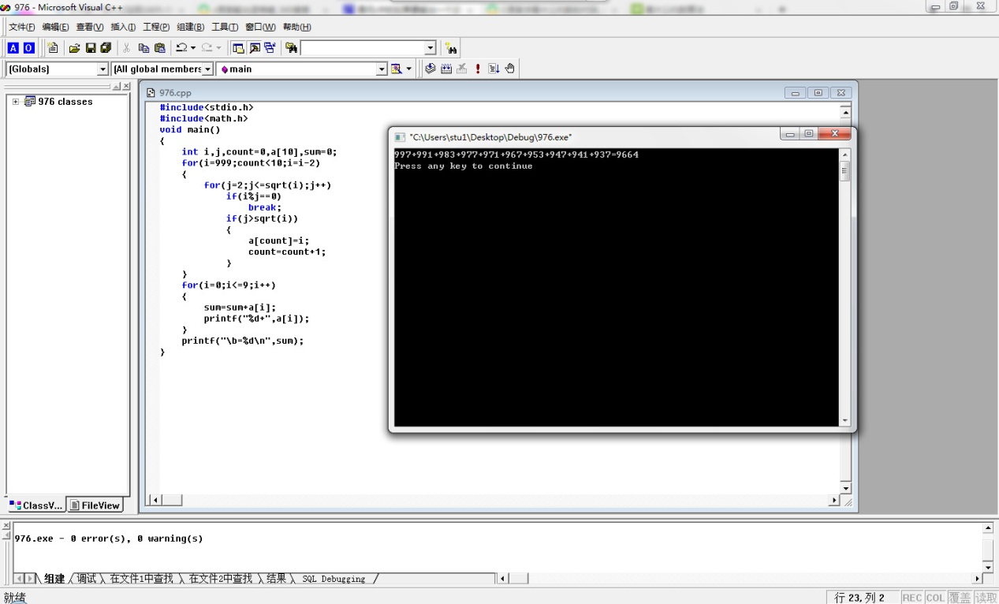 976 - Microsoft Visual C++
文件(F) 编辑(E) 查看(V) 插入(I) 工程(P) 组建(B) 工具(T) 窗口(W) 帮助(H)
A O
(Globals) (All global members main
976 classes
976.cpp
#include<stdio.h>
#include<math.h>
void main()
{
int i,j,count=0,a[10],sum=0;
for(i=999;count<10;i=i-2)
{
for(j=2;j<=sqrt(i);j++)
if(i%j==0)
break;
if(j>sqrt(i))
{
a[count]=i;
count=count+1;
}
}
for(i=0;i<=9;i++)
{
sum=sum+a[i];
printf("%d+",a[i]);
}
printf("\b=%d\n",sum);
}
"C:\Users\stu1\Desktop\Debug\976.exe"
997+991+983+977+971+967+953+947+941+937=9664
Press any key to continue
ClassV... FileView
976.exe - 0 error(s), 0 warning(s)
组建 调试 在文件1中查找 在文件2中查找 结果 SQL Debugging
就绪 行 23, 列 2 REC COL 覆盖 读取